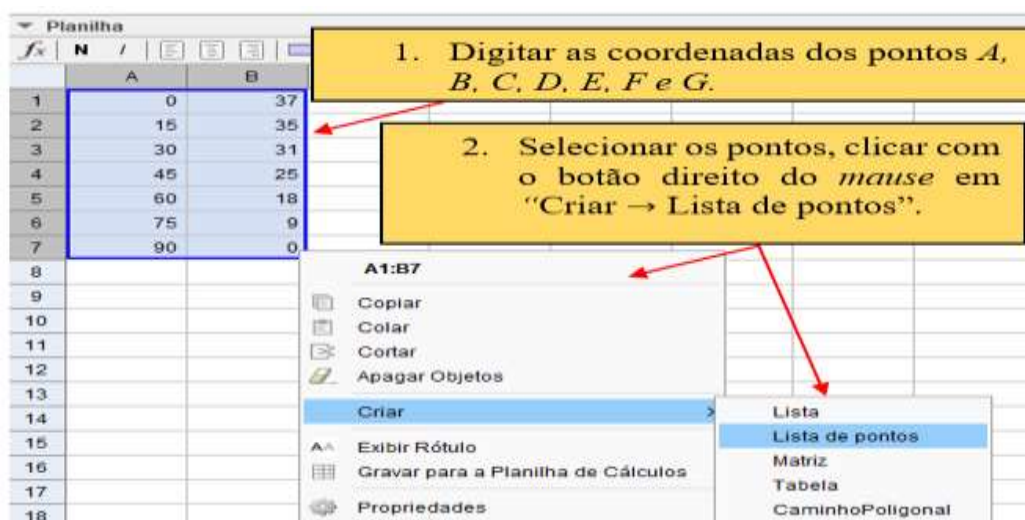 Planilha
fx N I
1. Digitar as coordenadas dos pontos A,
B, C, D, E, F e G.
A B
1 0 37
2 15 35
3 30 31
4 45 25
5 60 18
6 75 9
7 90 0
2. Selecionar os pontos, clicar com
o botão direito do mause em
“Criar → Lista de pontos”.
8
9
10
11
12
13
14
15
16
17
18
A1:B7
Copiar
Colar
Cortar
Apagar Objetos
Criar
AA Exibir Rótulo
Gravar para a Planilha de Cálculos
Propriedades
Lista
Lista de pontos
Matriz
Tabela
CaminhoPoligonal